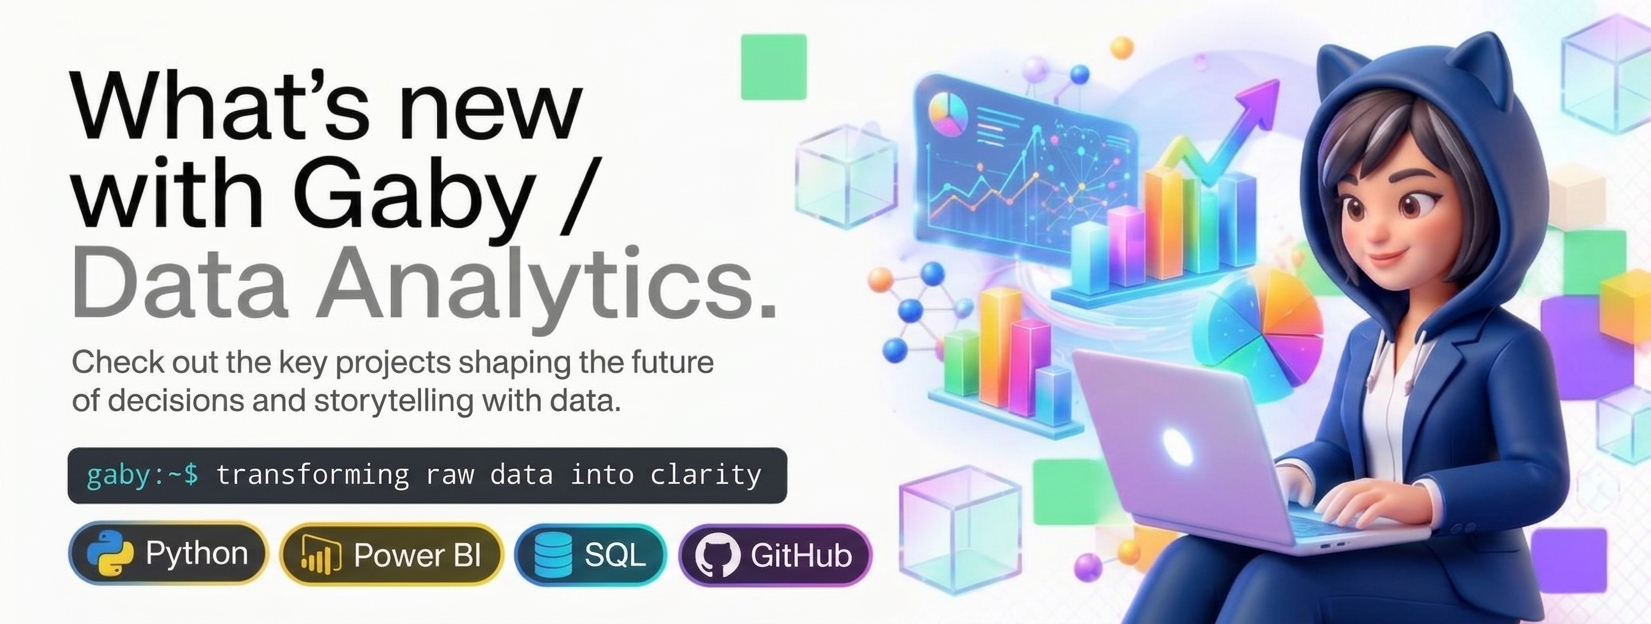 What’s new
with Gaby /
Data Analytics.
Check out the key projects shaping the future
of decisions and storytelling with data.
gaby:~$ transforming raw data into clarity
Python Power BI SQL GitHub